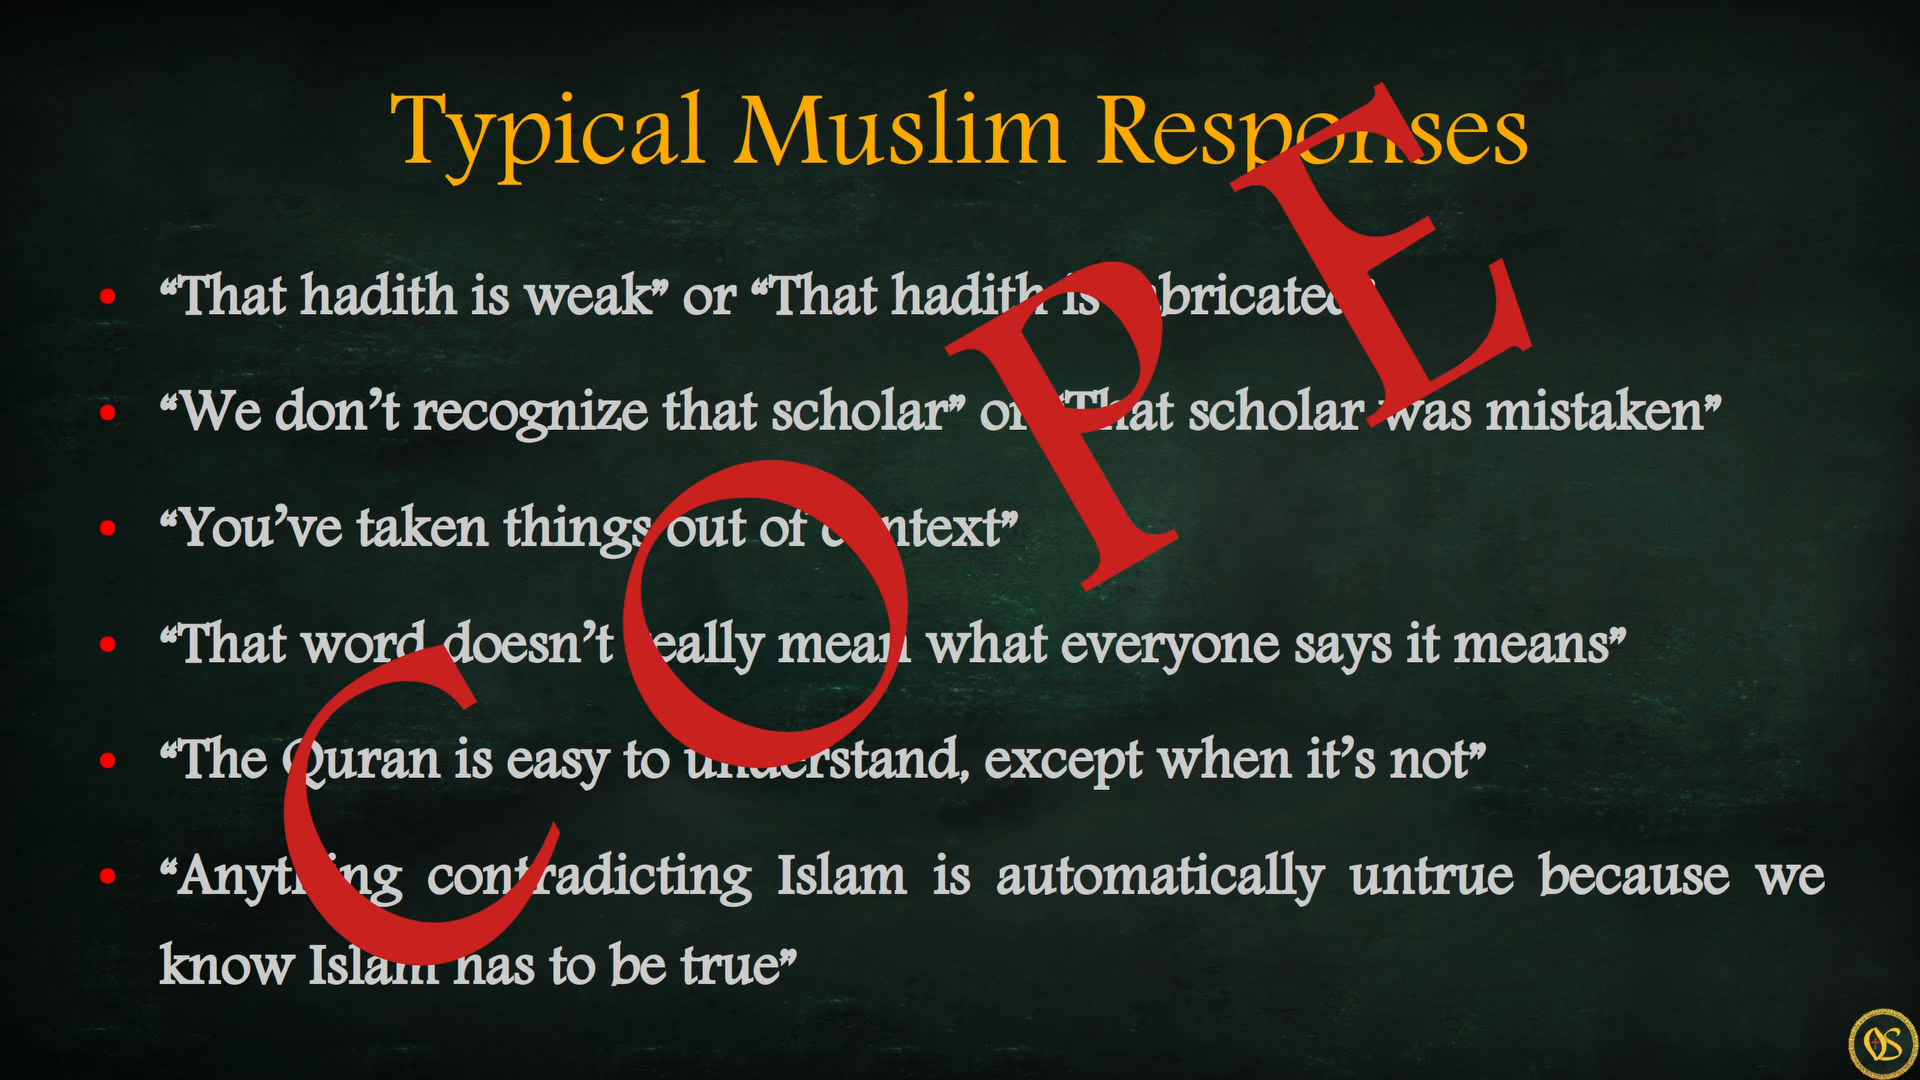 Typical Muslim Responses
• “That hadith is weak” or “That hadith is fabricated”
• “We don’t recognize that scholar” or “That scholar was mistaken”
• “You’ve taken things out of context”
• “That word doesn’t really mean what everyone says it means”
• “The Quran is easy to understand, except when it’s not”
• “Anything contradicting Islam is automatically untrue because we
know Islam has to be true”
COPE